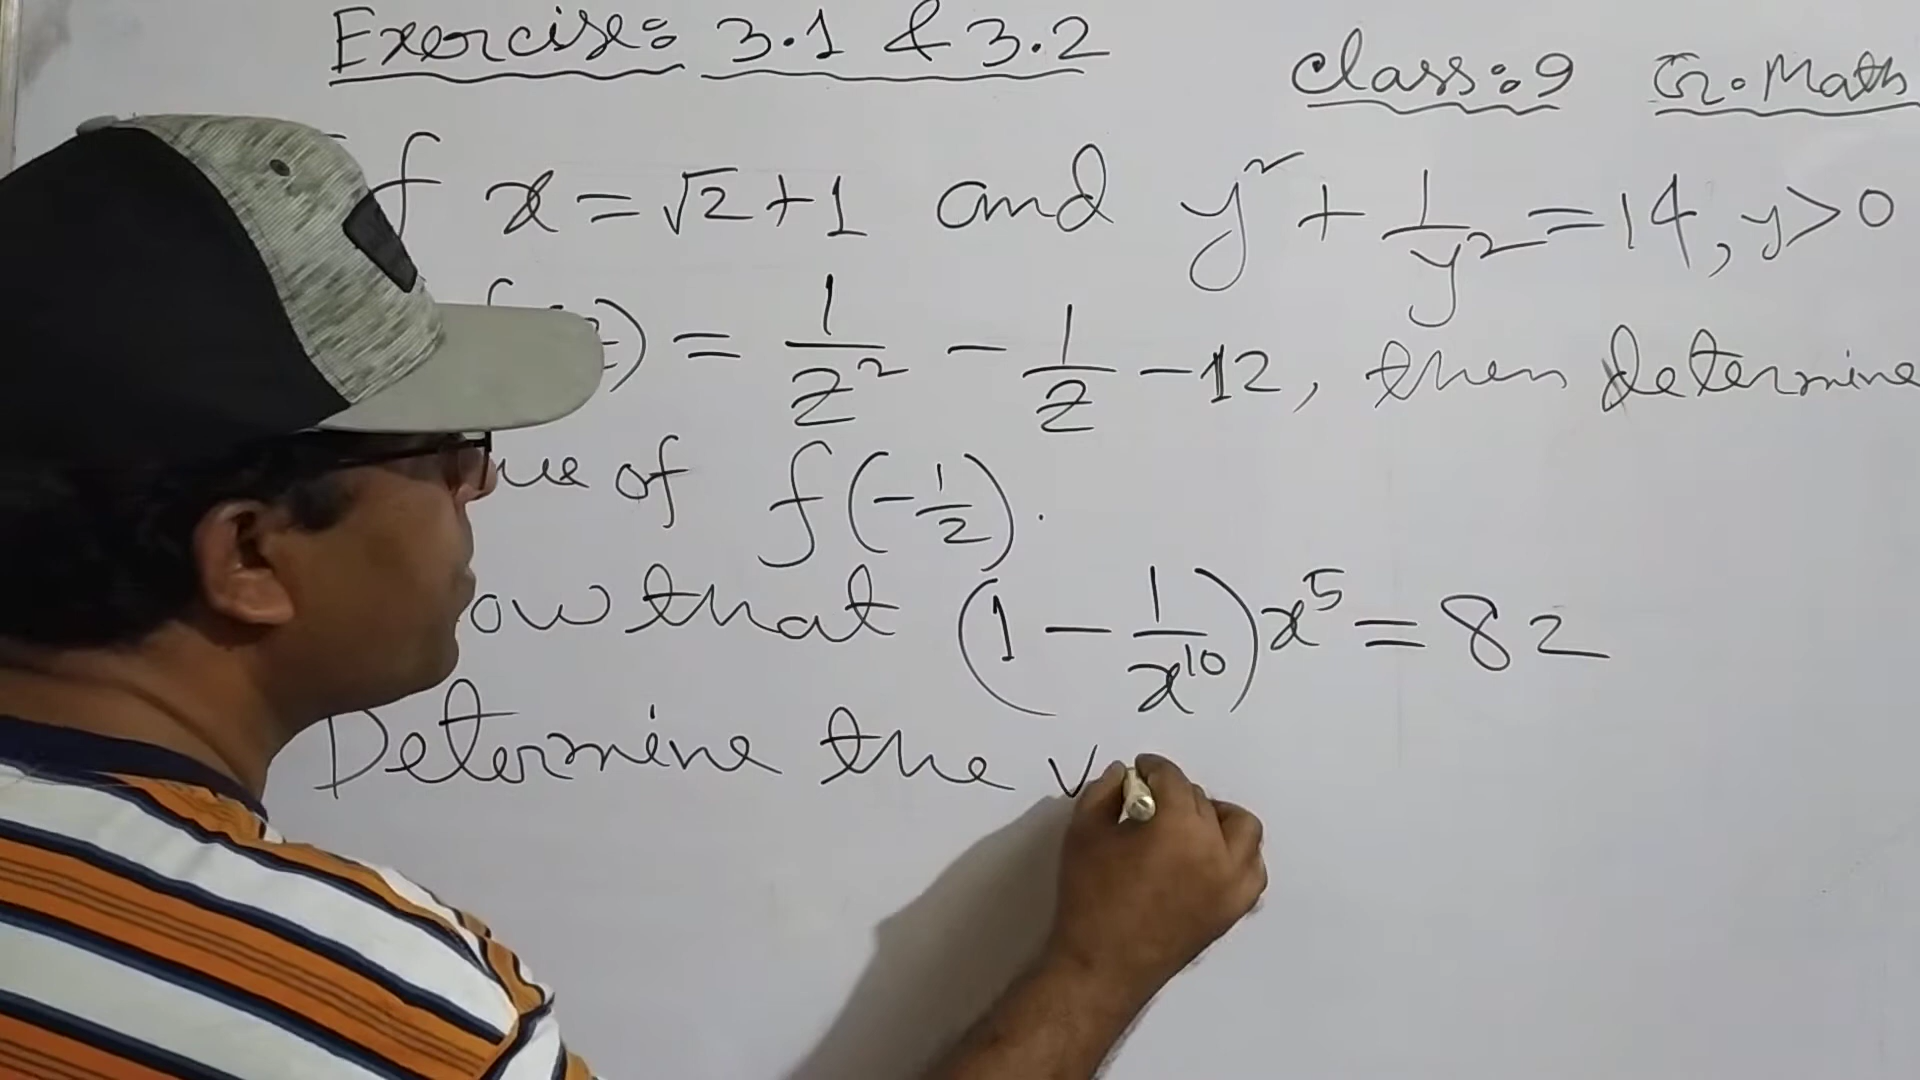 Exercise: 3.1 & 3.2
Class: 9 G. Math
f x = √2 + 1 and y² + 1/y² = 14, y > 0
) = 1/z² - 1/z - 12, then determine
ue of f(-1/2).
ow that (1 - 1/x¹⁰)x⁵ = 82
Determine the v